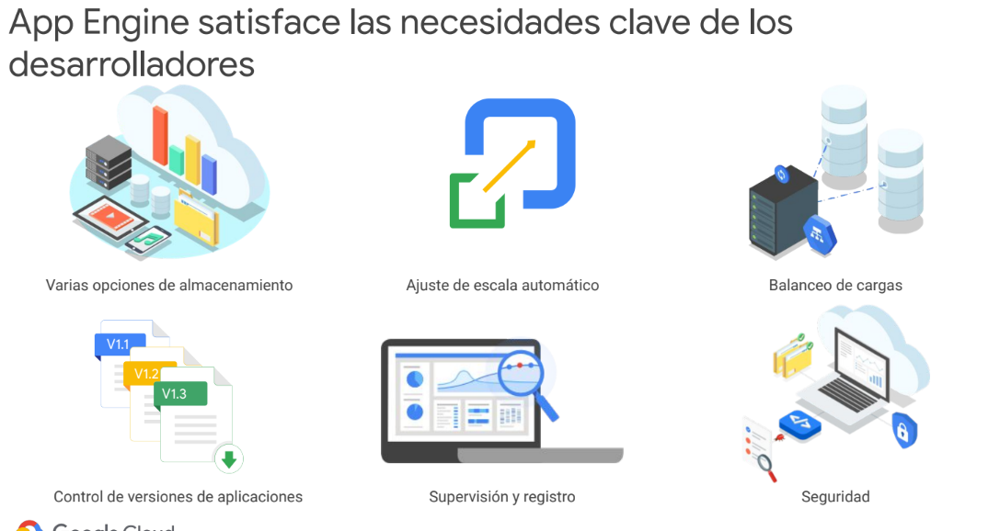 App Engine satisface las necesidades clave de los
desarrolladores
Varias opciones de almacenamiento
Ajuste de escala automático
Balanceo de cargas
V1.1
V1.2
V1.3
Control de versiones de aplicaciones
Supervisión y registro
Seguridad
Google Cloud